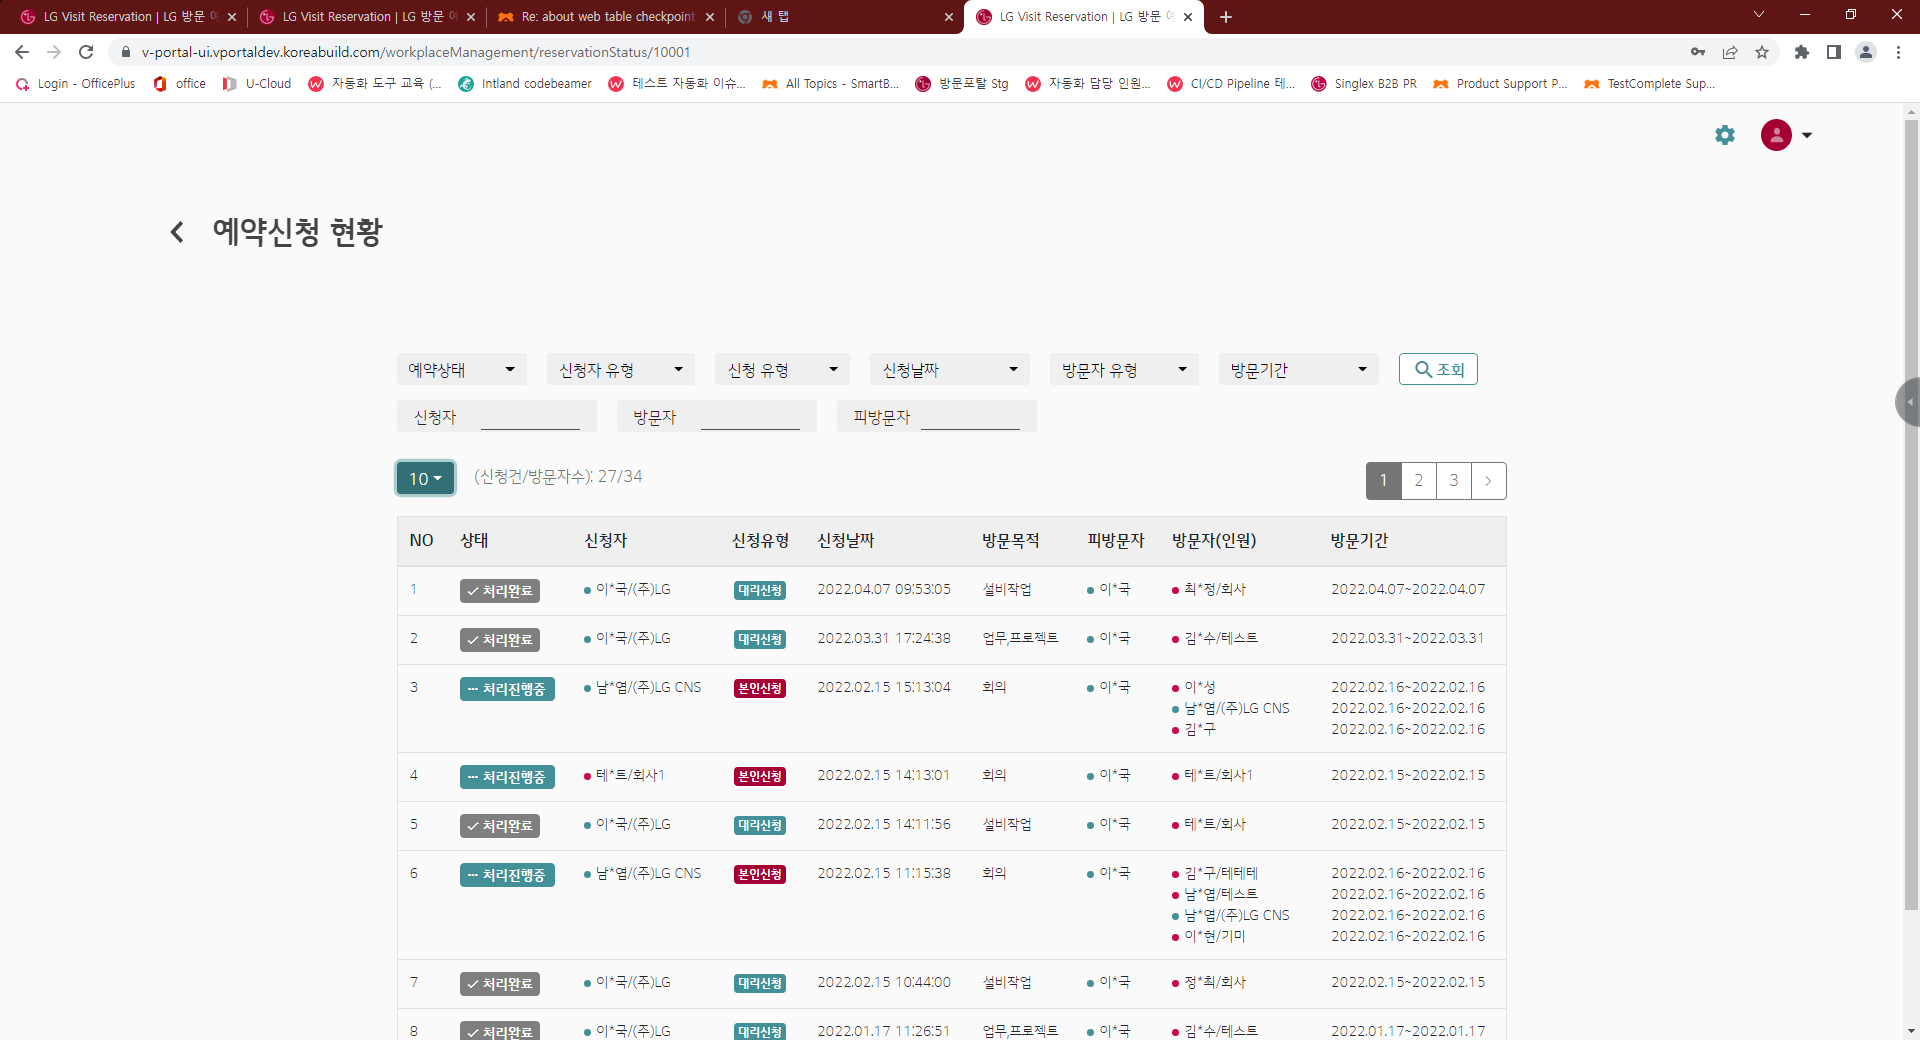 LG Visit Reservation | LG 방문 예
LG Visit Reservation | LG 방문 예
Re: about web table checkpoint
새 탭
LG Visit Reservation | LG 방문 예
v-portal-ui.vportaldev.koreabuild.com/workplaceManagement/reservationStatus/10001
Login - OfficePlus office U-Cloud 자동화 도구 교육 (... Intland codebeamer 테스트 자동화 이슈... All Topics - SmartB... 방문포탈 Stg 자동화 담당 인원... CI/CD Pipeline 테... Singlex B2B PR Product Support P... TestComplete Sup...
예약신청 현황
예약상태 신청자 유형 신청 유형 신청날짜 방문자 유형 방문기간 조회
신청자 방문자 피방문자
10 (신청건/방문자수): 27/34 1 2 3 >
NO 상태 신청자 신청유형 신청날짜 방문목적 피방문자 방문자(인원) 방문기간
1 처리완료 이*국/(주)LG 대리신청 2022.04.07 09:53:05 설비작업 이*국 최*정/회사 2022.04.07~2022.04.07
2 처리완료 이*국/(주)LG 대리신청 2022.03.31 17:24:38 업무,프로젝트 이*국 김*수/테스트 2022.03.31~2022.03.31
3 처리진행중 남*엽/(주)LG CNS 본인신청 2022.02.15 15:13:04 회의 이*국 이*성 2022.02.16~2022.02.16
남*엽/(주)LG CNS 2022.02.16~2022.02.16
김*구 2022.02.16~2022.02.16
4 처리진행중 테*트/회사1 본인신청 2022.02.15 14:13:01 회의 이*국 테*트/회사1 2022.02.15~2022.02.15
5 처리완료 이*국/(주)LG 대리신청 2022.02.15 14:11:56 설비작업 이*국 테*트/회사 2022.02.15~2022.02.15
6 처리진행중 남*엽/(주)LG CNS 본인신청 2022.02.15 11:15:38 회의 이*국 김*구/테테테 2022.02.16~2022.02.16
남*엽/테스트 2022.02.16~2022.02.16
남*엽/(주)LG CNS 2022.02.16~2022.02.16
이*현/기미 2022.02.16~2022.02.16
7 처리완료 이*국/(주)LG 대리신청 2022.02.15 10:44:00 설비작업 이*국 정*최/회사 2022.02.15~2022.02.15
8 처리완료 이*국/(주)LG 대리신청 2022.01.17 11:26:51 업무,프로젝트 이*국 김*수/테스트 2022.01.17~2022.01.17